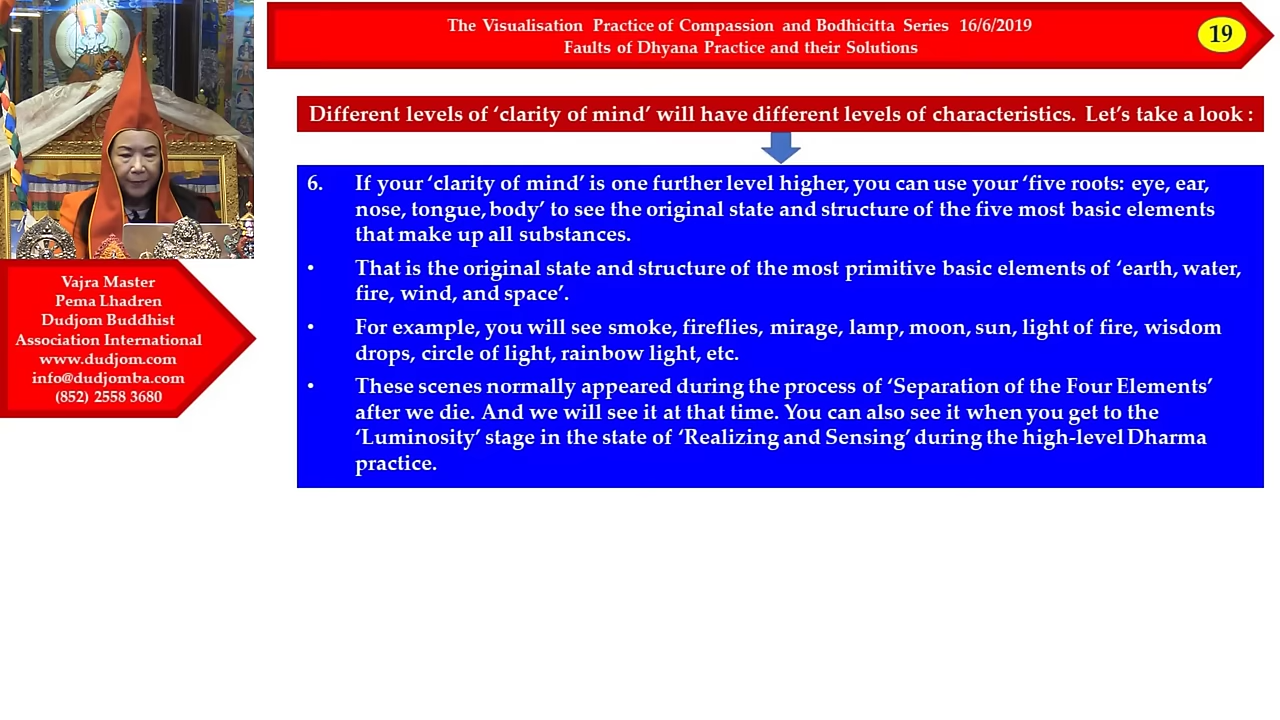 The Visualisation Practice of Compassion and Bodhicitta Series 16/6/2019
Faults of Dhyana Practice and their Solutions
19
Different levels of ‘clarity of mind’ will have different levels of characteristics. Let’s take a look :
6. If your ‘clarity of mind’ is one further level higher, you can use your ‘five roots: eye, ear,
nose, tongue, body’ to see the original state and structure of the five most basic elements
that make up all substances.
• That is the original state and structure of the most primitive basic elements of ‘earth, water,
fire, wind, and space’.
• For example, you will see smoke, fireflies, mirage, lamp, moon, sun, light of fire, wisdom
drops, circle of light, rainbow light, etc.
• These scenes normally appeared during the process of ‘Separation of the Four Elements’
after we die. And we will see it at that time. You can also see it when you get to the
‘Luminosity’ stage in the state of ‘Realizing and Sensing’ during the high-level Dharma
practice.
Vajra Master
Pema Lhadren
Dudjom Buddhist
Association International
www.dudjom.com
info@dudjomba.com
(852) 2558 3680